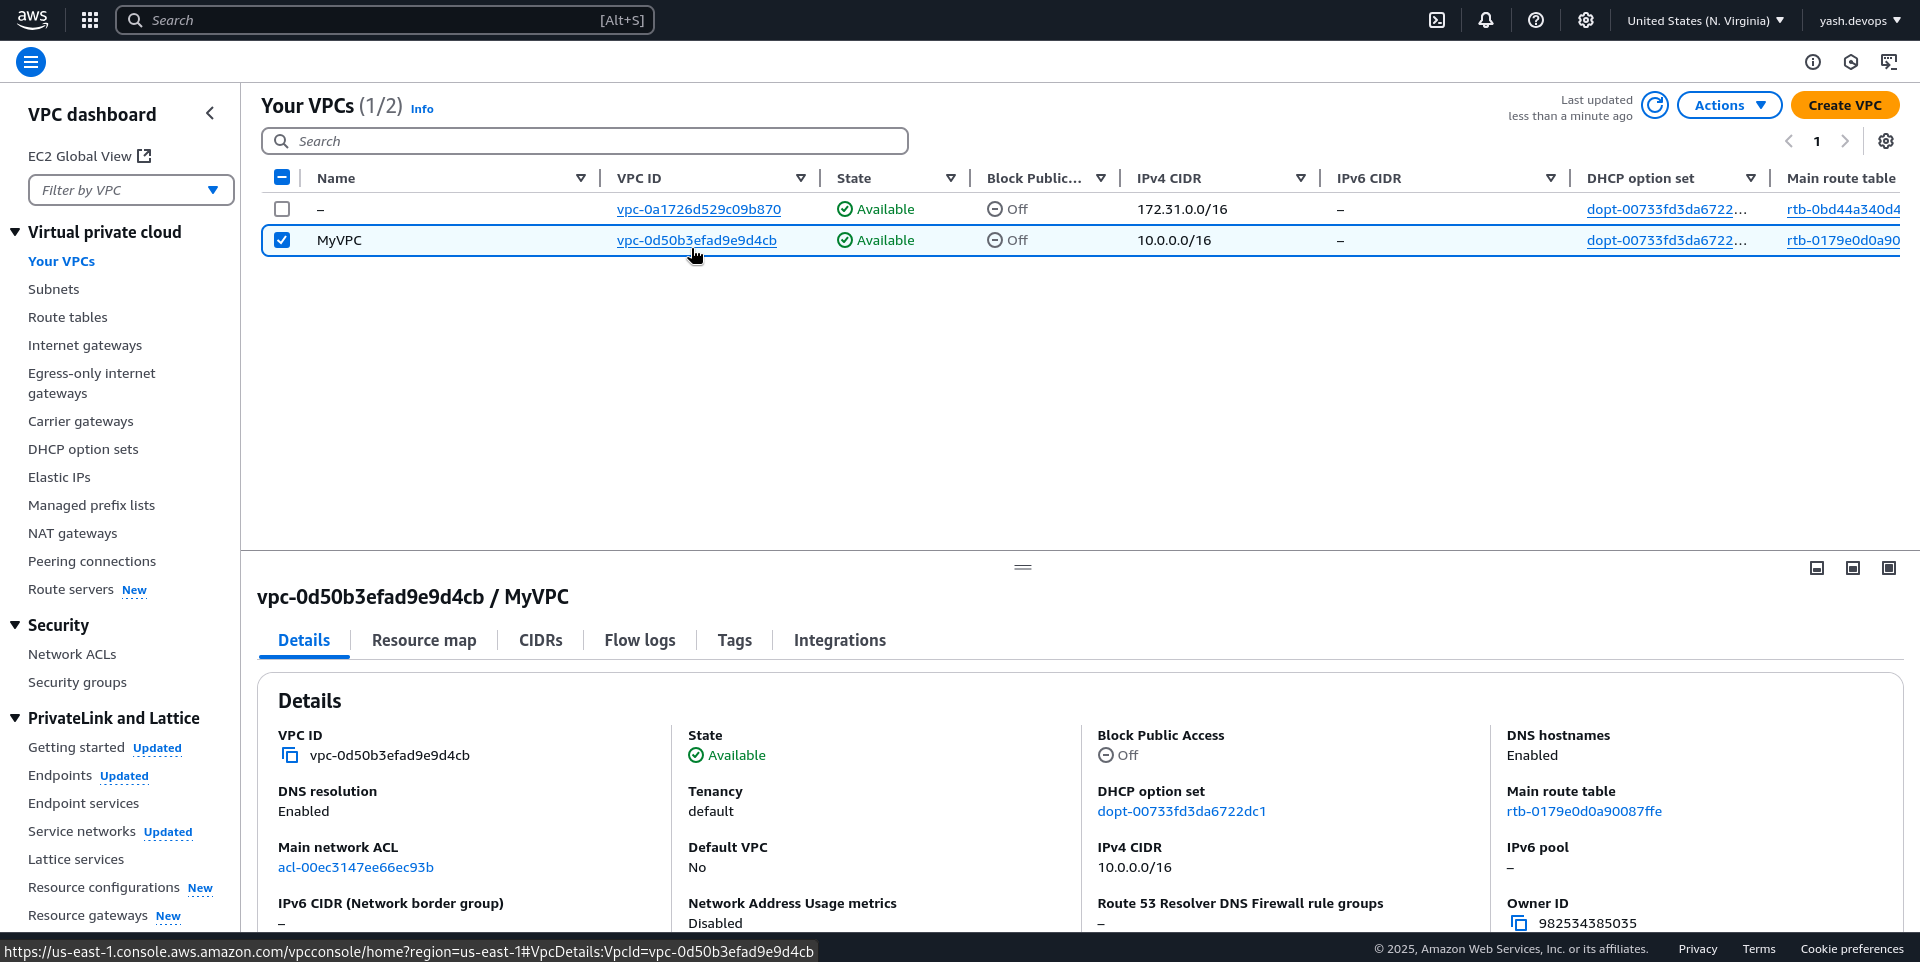 aws
Search [Alt+S]
United States (N. Virginia)
yash.devops
VPC dashboard
EC2 Global View
Filter by VPC
Virtual private cloud
Your VPCs
Subnets
Route tables
Internet gateways
Egress-only internet
gateways
Carrier gateways
DHCP option sets
Elastic IPs
Managed prefix lists
NAT gateways
Peering connections
Route servers New
Security
Network ACLs
Security groups
PrivateLink and Lattice
Getting started Updated
Endpoints Updated
Endpoint services
Service networks Updated
Lattice services
Resource configurations New
Resource gateways New
Your VPCs (1/2) Info
Last updated
less than a minute ago
Actions
Create VPC
Search
1
Name VPC ID State Block Public... IPv4 CIDR IPv6 CIDR DHCP option set Main route table
– vpc-0a1726d529c09b870 Available Off 172.31.0.0/16 – dopt-00733fd3da6722... rtb-0bd44a340d4
MyVPC vpc-0d50b3efad9e9d4cb Available Off 10.0.0.0/16 – dopt-00733fd3da6722... rtb-0179e0d0a90
vpc-0d50b3efad9e9d4cb / MyVPC
Details Resource map CIDRs Flow logs Tags Integrations
Details
VPC ID State Block Public Access DNS hostnames
vpc-0d50b3efad9e9d4cb Available Off Enabled
DNS resolution Tenancy DHCP option set Main route table
Enabled default dopt-00733fd3da6722dc1 rtb-0179e0d0a90087ffe
Main network ACL Default VPC IPv4 CIDR IPv6 pool
acl-00ec3147ee66ec93b No 10.0.0.0/16 –
IPv6 CIDR (Network border group) Network Address Usage metrics Route 53 Resolver DNS Firewall rule groups Owner ID
– Disabled – 982534385035
https://us-east-1.console.aws.amazon.com/vpcconsole/home?region=us-east-1#VpcDetails:VpcId=vpc-0d50b3efad9e9d4cb
© 2025, Amazon Web Services, Inc. or its affiliates. Privacy Terms Cookie preferences